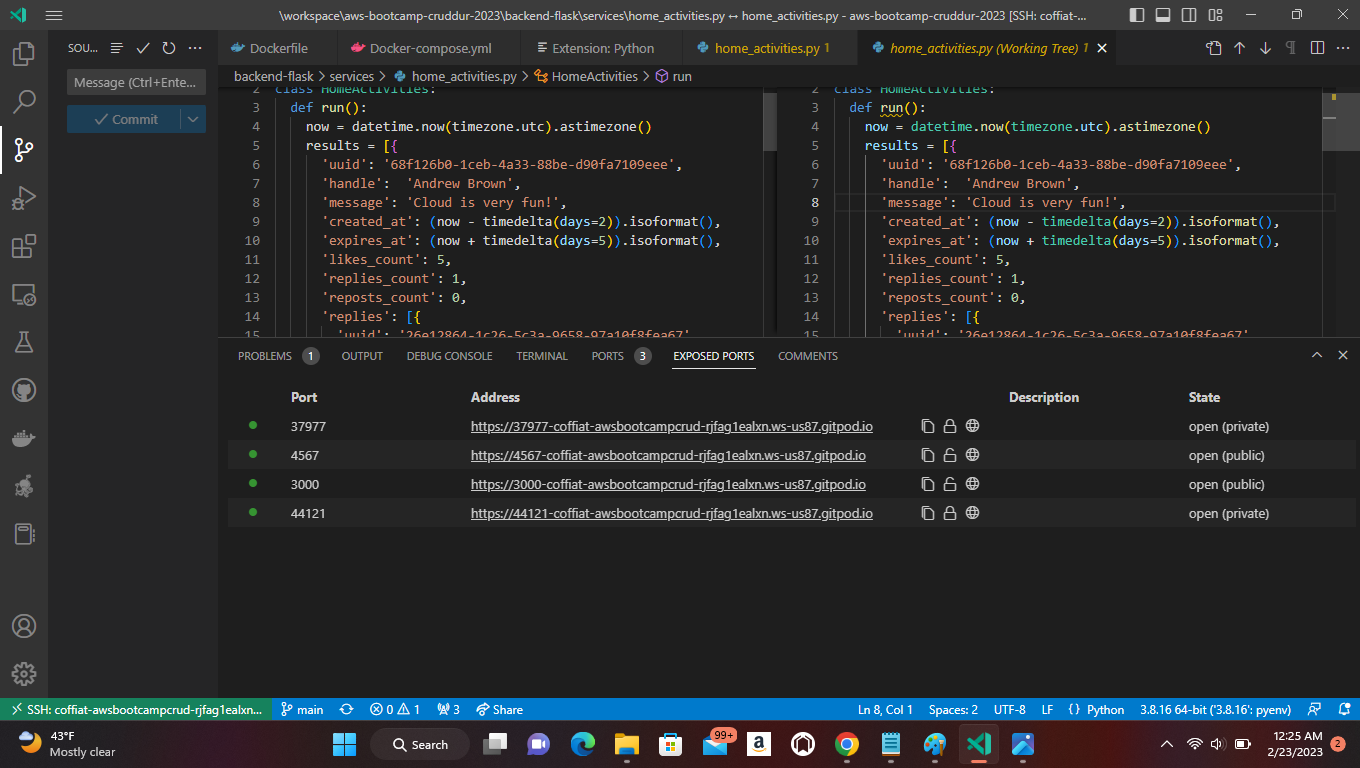 \workspace\aws-bootcamp-cruddur-2023\backend-flask\services\home_activities.py ↔ home_activities.py - aws-bootcamp-cruddur-2023 [SSH: coffiat-...
SOU...
Dockerfile
Docker-compose.yml
Extension: Python
home_activities.py 1
home_activities.py (Working Tree) 1
Message (Ctrl+Ente...
Commit
backend-flask > services > home_activities.py > HomeActivities > run
2 class HomeActivities:
3 def run():
4 now = datetime.now(timezone.utc).astimezone()
5 results = [{
6 'uuid': '68f126b0-1ceb-4a33-88be-d90fa7109eee',
7 'handle':  'Andrew Brown',
8 'message': 'Cloud is very fun!',
9 'created_at': (now - timedelta(days=2)).isoformat(),
10 'expires_at': (now + timedelta(days=5)).isoformat(),
11 'likes_count': 5,
12 'replies_count': 1,
13 'reposts_count': 0,
14 'replies': [{
15 'uuid': '26e12864-1c26-5c3a-9658-97a10f8fea67'
2 class HomeActivities:
3 def run():
4 now = datetime.now(timezone.utc).astimezone()
5 results = [{
6 'uuid': '68f126b0-1ceb-4a33-88be-d90fa7109eee',
7 'handle':  'Andrew Brown',
8 'message': 'Cloud is very fun!',
9 'created_at': (now - timedelta(days=2)).isoformat(),
10 'expires_at': (now + timedelta(days=5)).isoformat(),
11 'likes_count': 5,
12 'replies_count': 1,
13 'reposts_count': 0,
14 'replies': [{
15 'uuid': '26e12864-1c26-5c3a-9658-97a10f8fea67'
PROBLEMS 1 OUTPUT DEBUG CONSOLE TERMINAL PORTS 3 EXPOSED PORTS COMMENTS
Port Address Description State
37977 https://37977-coffiat-awsbootcampcrud-rjfag1ealxn.ws-us87.gitpod.io open (private)
4567 https://4567-coffiat-awsbootcampcrud-rjfag1ealxn.ws-us87.gitpod.io open (public)
3000 https://3000-coffiat-awsbootcampcrud-rjfag1ealxn.ws-us87.gitpod.io open (public)
44121 https://44121-coffiat-awsbootcampcrud-rjfag1ealxn.ws-us87.gitpod.io open (private)
SSH: coffiat-awsbootcampcrud-rjfag1ealxn... main 0 1 3 Share Ln 8, Col 1 Spaces: 2 UTF-8 LF {} Python 3.8.16 64-bit ('3.8.16': pyenv)
43°F
Mostly clear
Search
99+
12:25 AM
2/23/2023
2